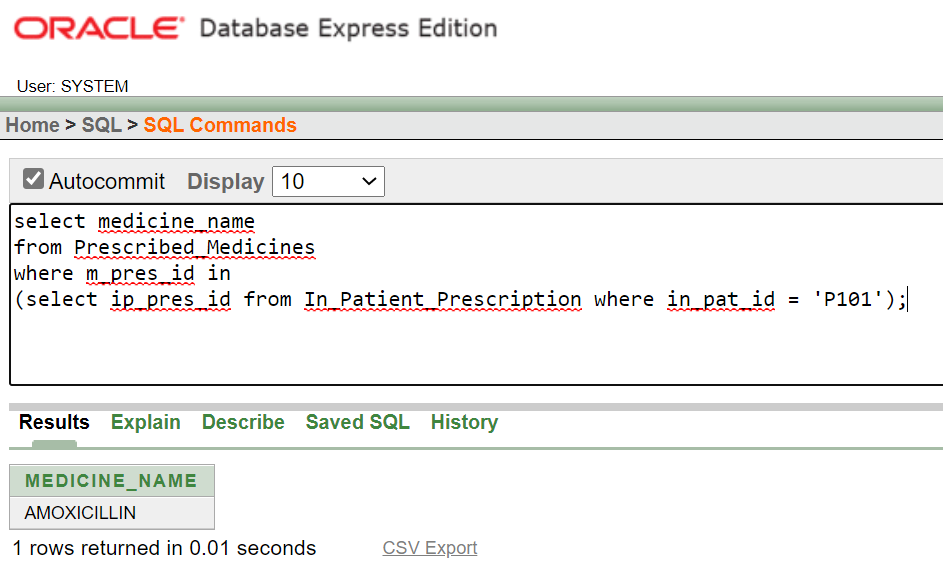 ORACLE® Database Express Edition
User: SYSTEM
Home > SQL > SQL Commands
Autocommit Display 10
select medicine_name
from Prescribed_Medicines
where m_pres_id in
(select ip_pres_id from In_Patient_Prescription where in_pat_id = 'P101');
Results Explain Describe Saved SQL History
MEDICINE_NAME
AMOXICILLIN
1 rows returned in 0.01 seconds CSV Export